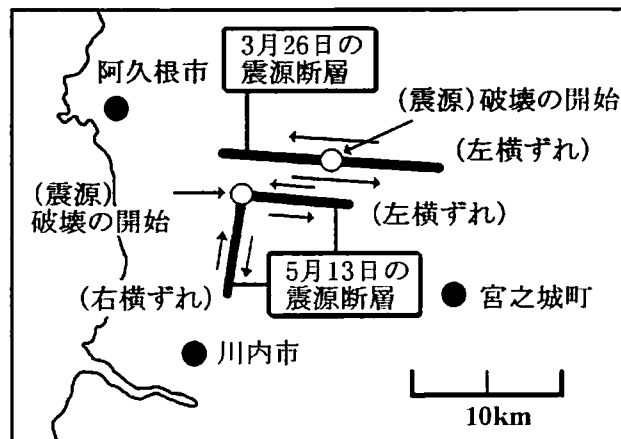 3月26日の
震源断層
阿久根市
(震源)破壊の開始
(左横ずれ)
(震源)
破壊の開始
(左横ずれ)
5月13日の
震源断層
(右横ずれ)
宮之城町
川内市
10km